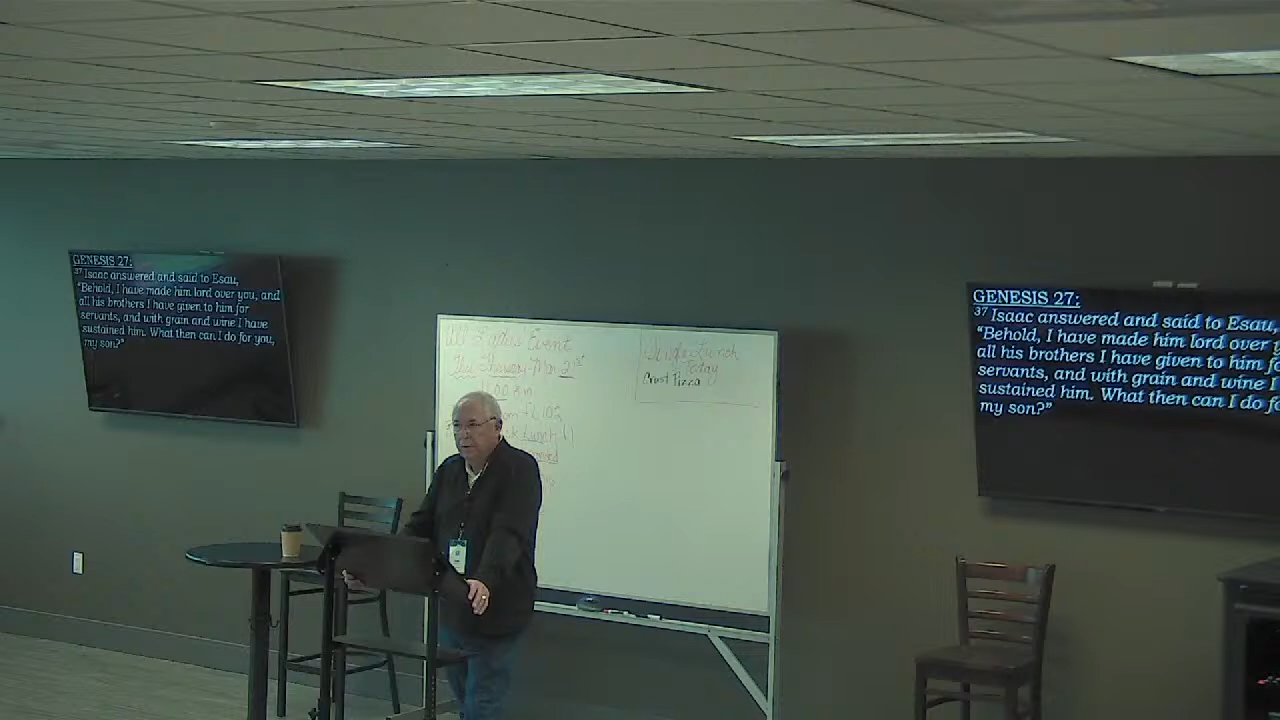 GENESIS 27:
37 Isaac answered and said to Esau,
“Behold, I have made him lord over you, and
all his brothers I have given to him for
servants, and with grain and wine I have
sustained him. What then can I do for you,
my son?”
Ladies Event
Mar 21st
Lunch
Lunch
Today
Crust Pizza
GENESIS 27:
37 Isaac answered and said to Esau,
“Behold, I have made him lord over
all his brothers I have given to him
servants, and with grain and wine I
sustained him. What then can I do
my son?”